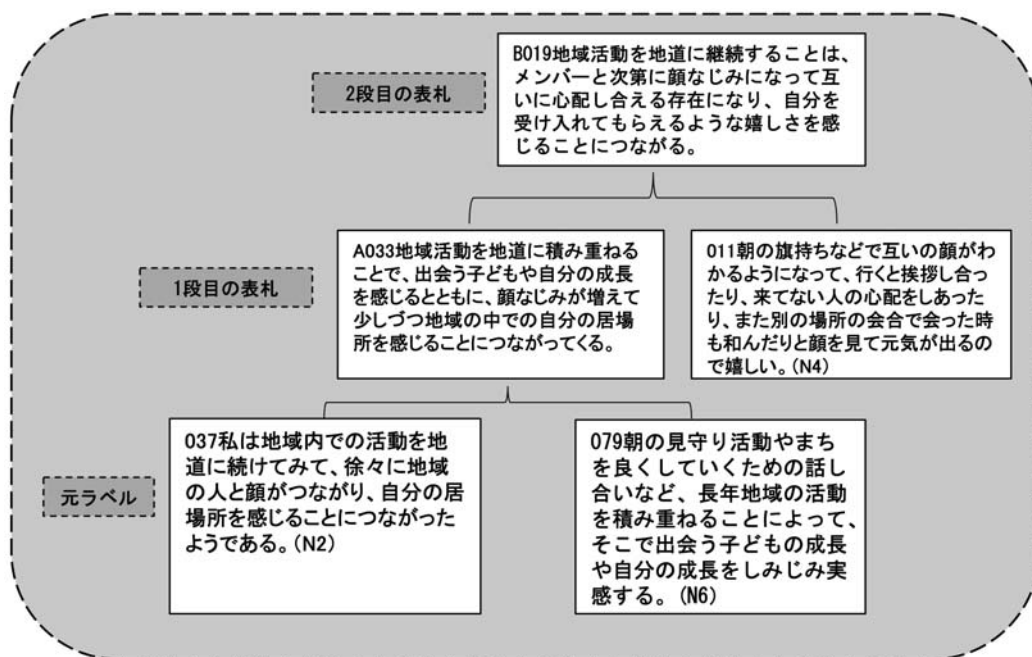 2段目の表札
B019地域活動を地道に継続することは、
メンバーと次第に顔なじみになって互
いに心配し合える存在になり、自分を
受け入れてもらえるような嬉しさを感
じることにつながる。
1段目の表札
A033地域活動を地道に積み重ねる
ことで、出会う子どもや自分の成長
を感じるとともに、顔なじみが増えて
少しづつ地域の中での自分の居場
所を感じることにつながってくる。
011朝の旗持ちなどで互いの顔がわ
かるようになって、行くと挨拶し合っ
たり、来てない人の心配をしあったり
、また別の場所の会合で会った時
も和んだりと顔を見て元気が出るの
で嬉しい。(N4)
元ラベル
037私は地域内での活動を地
道に続けてみて、徐々に地域
の人と顔がつながり、自分の居
場所を感じることにつながった
ようである。(N2)
079朝の見守り活動やまち
を良くしていくための話し
合いなど、長年地域の活動
を積み重ねることによって、
そこで出会う子どもの成長
や自分の成長をしみじみ実
感する。(N6)